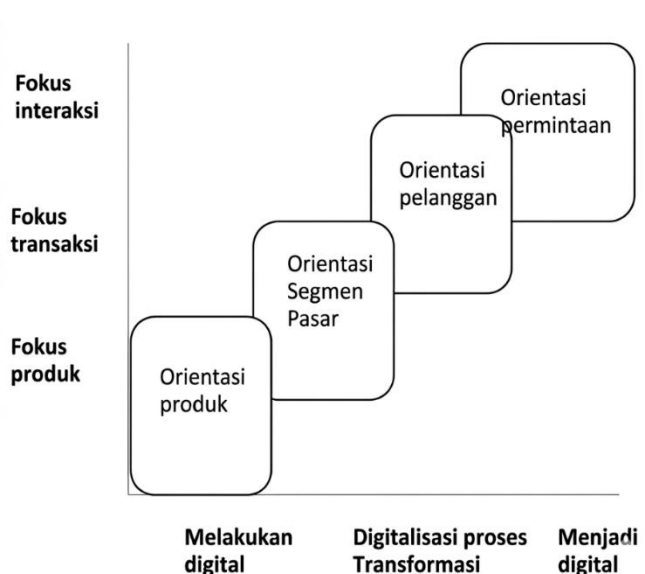 Fokus
interaksi
Orientasi
permintaan
Orientasi
pelanggan
Fokus
transaksi
Orientasi
Segmen
Pasar
Fokus
produk
Orientasi
produk
Melakukan
digital
Digitalisasi proses
Transformasi
Menjadi
digital